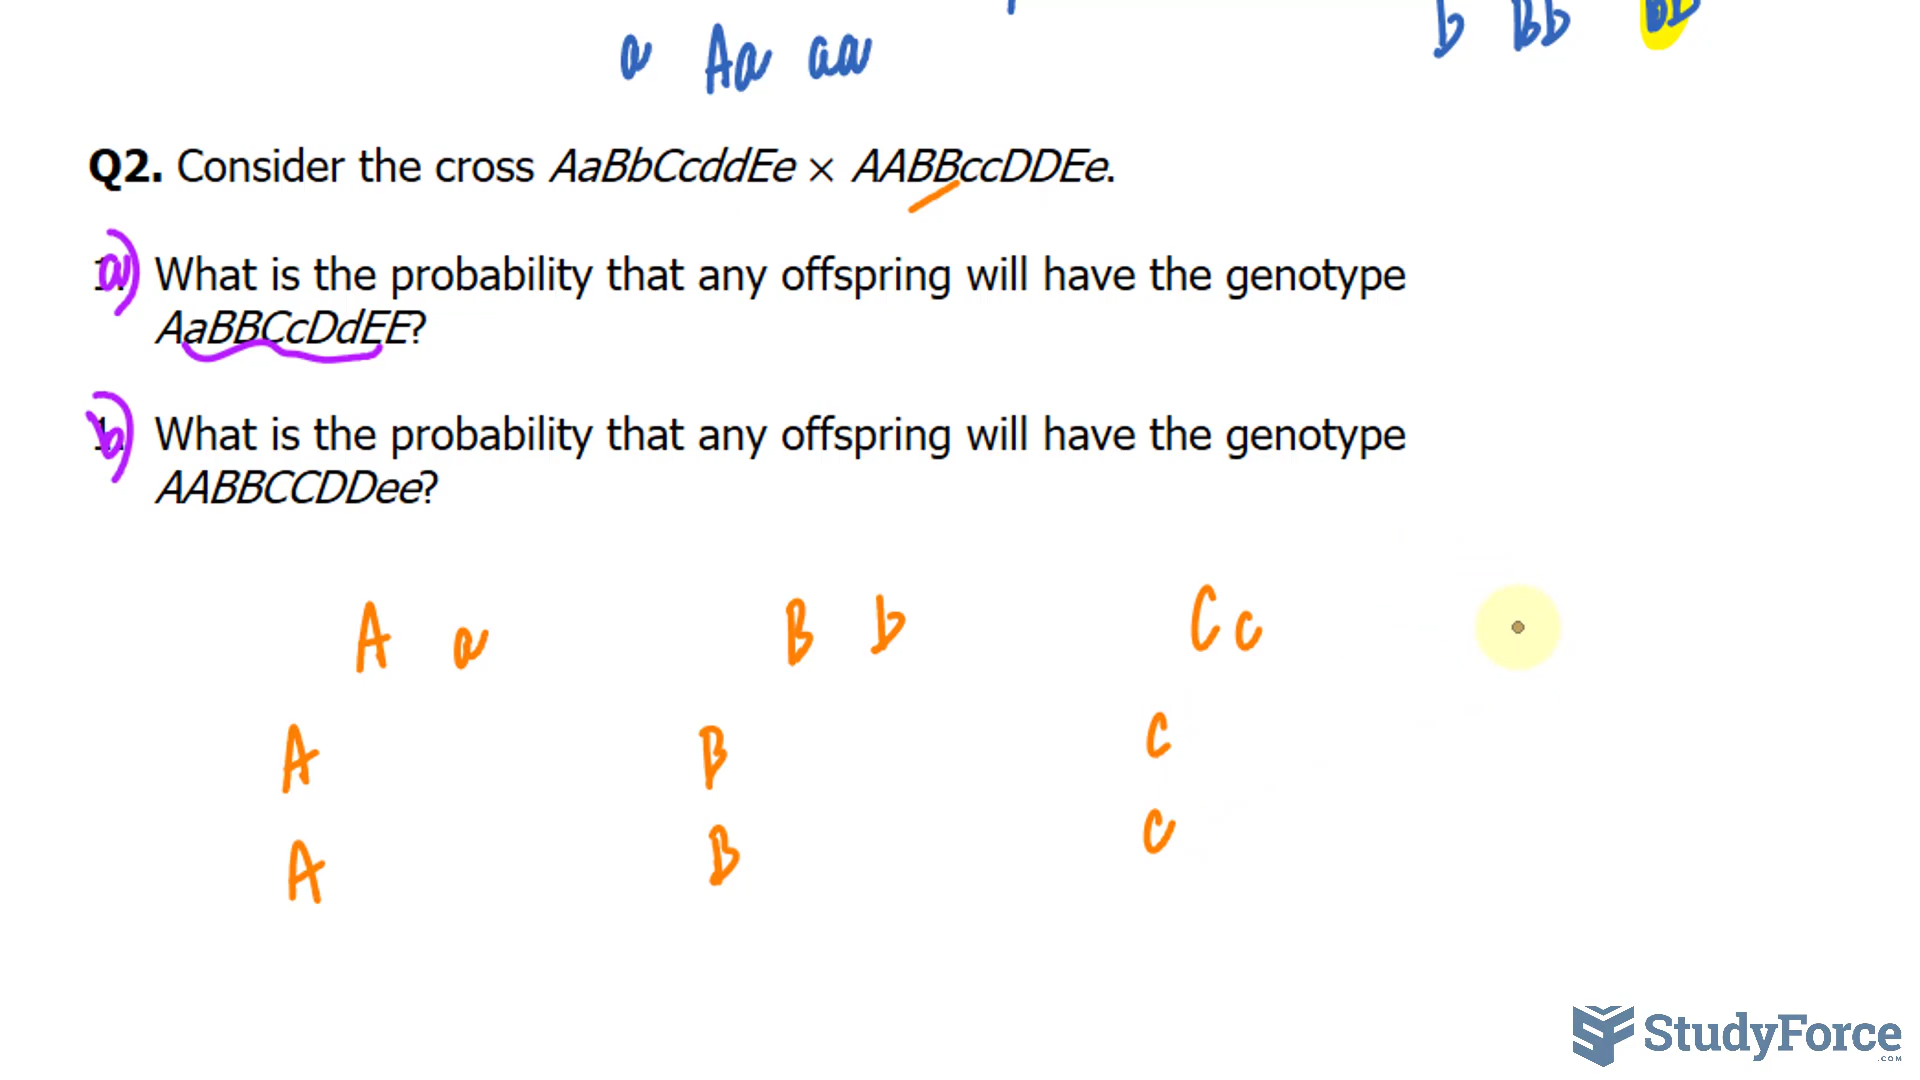 b Bb
a Aa aa
Q2. Consider the cross AaBbCcddEe × AABBccDDEe.
a) What is the probability that any offspring will have the genotype
AaBBCcDdEE?
b) What is the probability that any offspring will have the genotype
AABBCCDDee?
A a B b C c
A B c
A B c
StudyForce
.COM